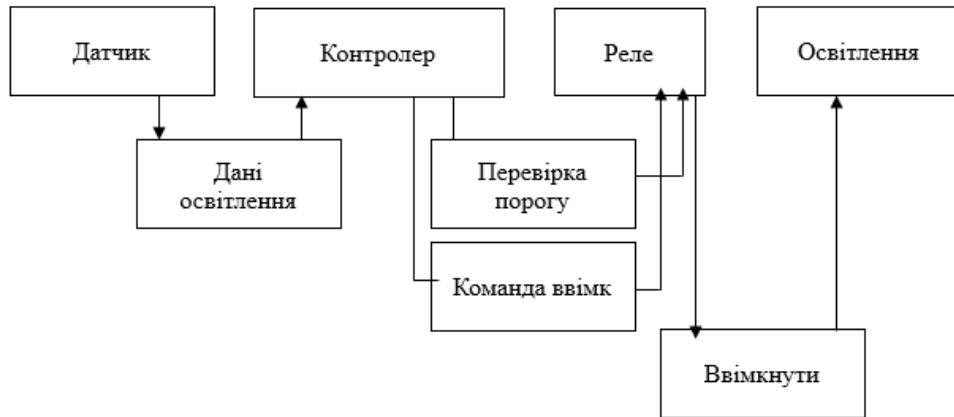 Датчик
Контролер
Реле
Освітлення
Дані
освітлення
Перевірка
порогу
Команда ввімк
Ввімкнути